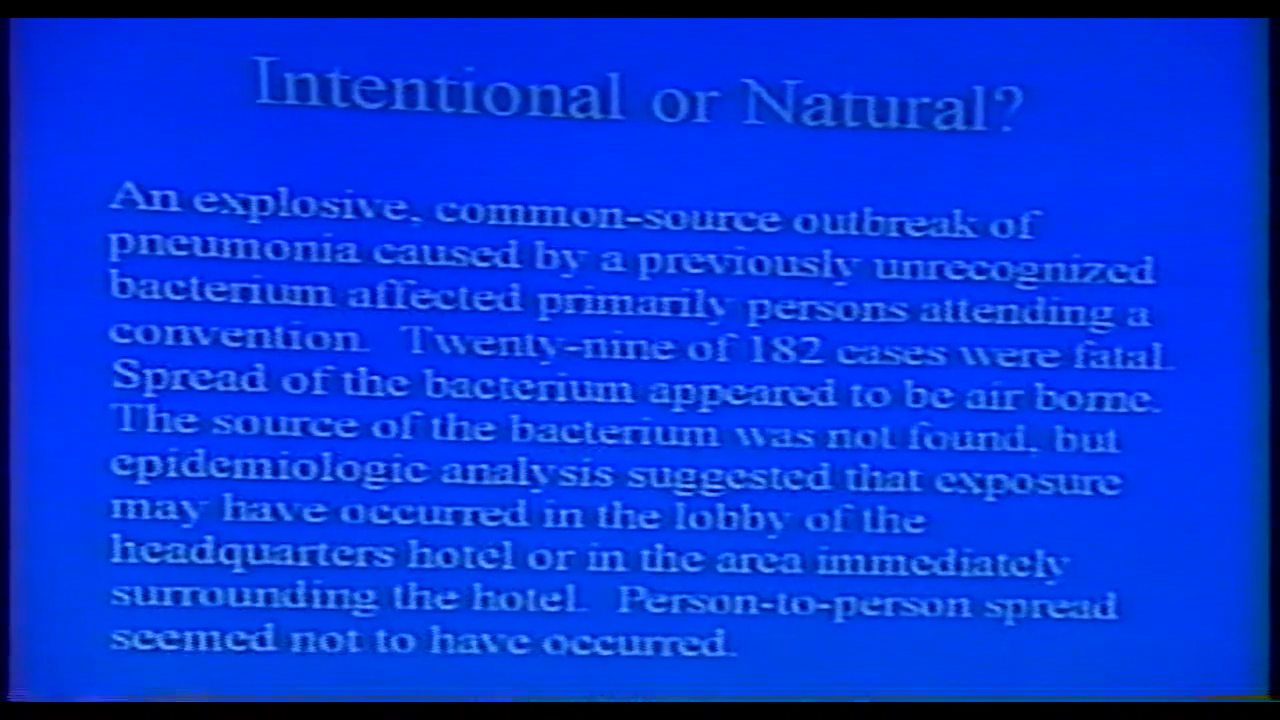 Intentional or Natural?
An explosive, common-source outbreak of
pneumonia caused by a previously unrecognized
bacterium affected primarily persons attending a
convention. Twenty-nine of 182 cases were fatal.
Spread of the bacterium appeared to be air borne.
The source of the bacterium was not found, but
epidemiologic analysis suggested that exposure
may have occurred in the lobby of the
headquarters hotel or in the area immediately
surrounding the hotel. Person-to-person spread
seemed not to have occurred.